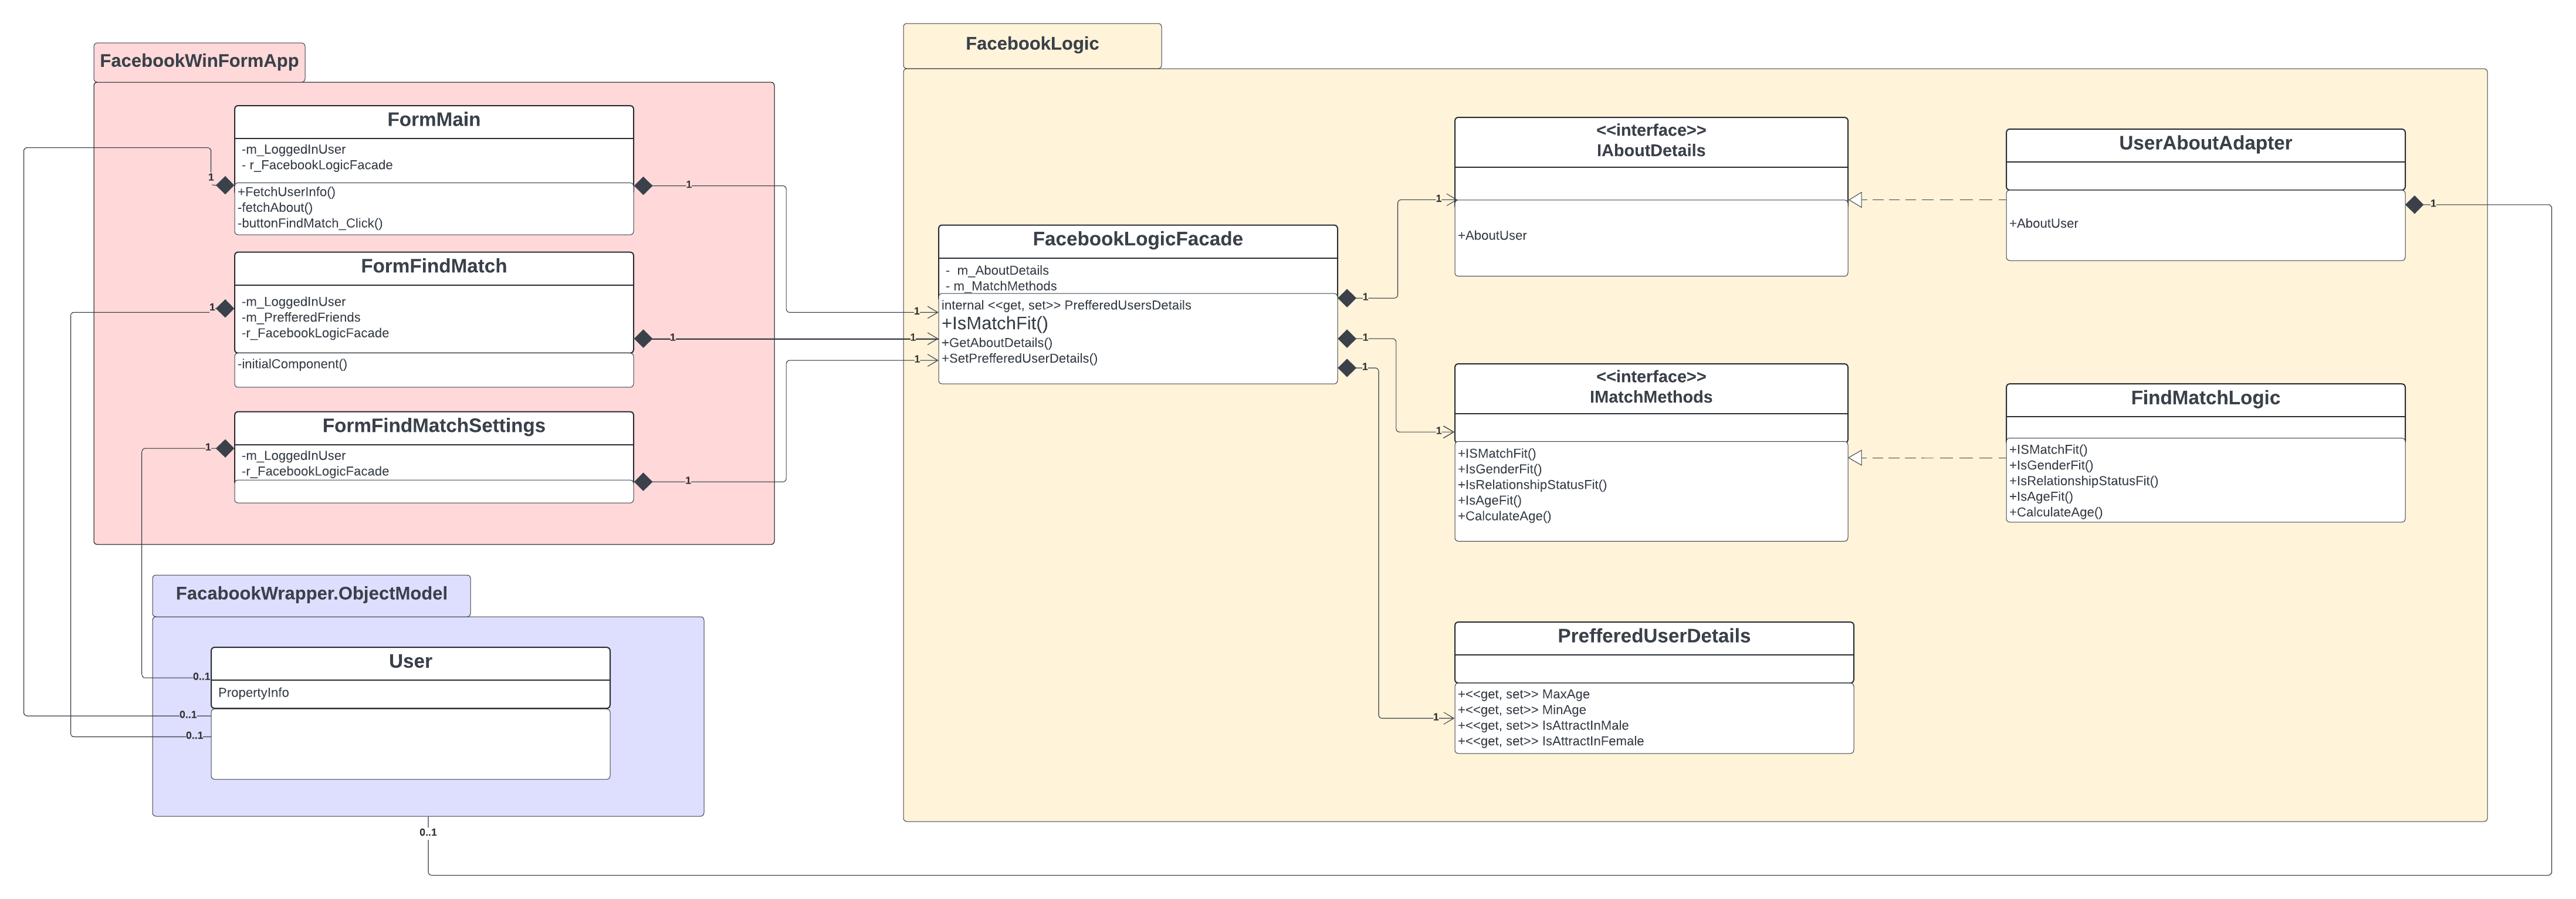 FacebookWinFormApp
FormMain
-m_LoggedInUser
- r_FacebookLogicFacade
+FetchUserInfo()
-fetchAbout()
-buttonFindMatch_Click()
1
1
FormFindMatch
-m_LoggedInUser
-m_PrefferedFriends
-r_FacebookLogicFacade
-initialComponent()
1
1
FormFindMatchSettings
-m_LoggedInUser
-r_FacebookLogicFacade
1
1
FacabookWrapper.ObjectModel
User
PropertyInfo
0..1
0..1
0..1
0..1
FacebookLogic
FacebookLogicFacade
- m_AboutDetails
- m_MatchMethods
internal <<get, set>> PrefferedUsersDetails
+IsMatchFit()
+GetAboutDetails()
+SetPrefferedUserDetails()
1
1
1
1
1
1
<<interface>>
IAboutDetails
+AboutUser
1
<<interface>>
IMatchMethods
+ISMatchFit()
+IsGenderFit()
+IsRelationshipStatusFit()
+IsAgeFit()
+CalculateAge()
1
PrefferedUserDetails
+<<get, set>> MaxAge
+<<get, set>> MinAge
+<<get, set>> IsAttractInMale
+<<get, set>> IsAttractInFemale
1
UserAboutAdapter
+AboutUser
1
FindMatchLogic
+ISMatchFit()
+IsGenderFit()
+IsRelationshipStatusFit()
+IsAgeFit()
+CalculateAge()